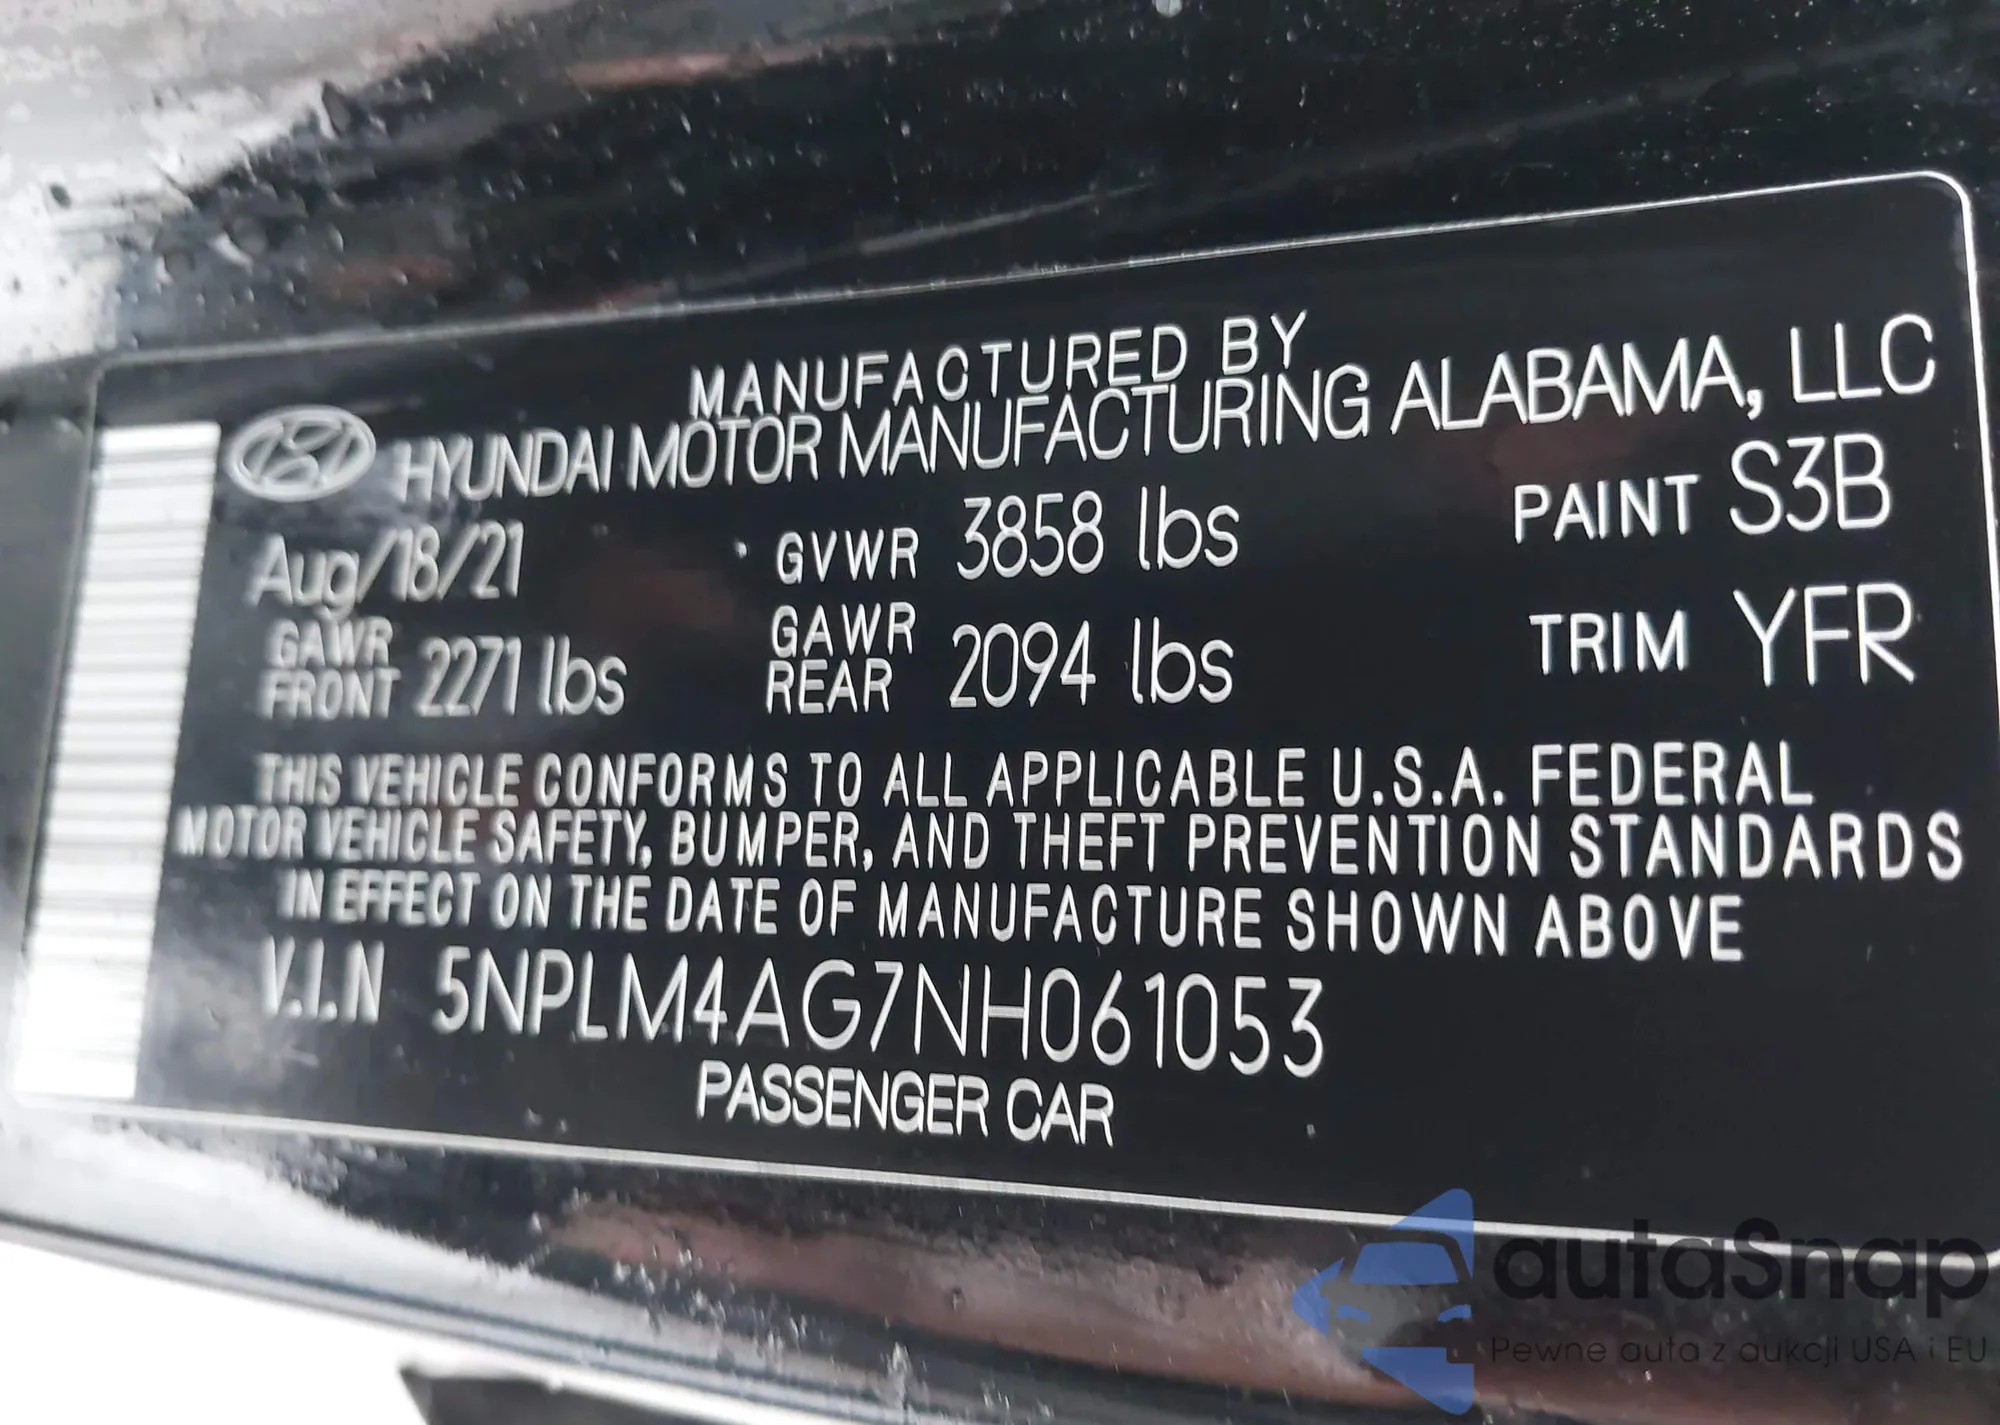 MANUFACTURED BY
HYUNDAI MOTOR MANUFACTURING ALABAMA, LLC
Aug/18/21 GVWR 3858 lbs PAINT S3B
GAWR FRONT 2271 lbs GAWR REAR 2094 lbs TRIM YFR
THIS VEHICLE CONFORMS TO ALL APPLICABLE U.S.A. FEDERAL
MOTOR VEHICLE SAFETY, BUMPER, AND THEFT PREVENTION STANDARDS
IN EFFECT ON THE DATE OF MANUFACTURE SHOWN ABOVE
V.I.N 5NPLM4AG7NH061053
PASSENGER CAR
autaSnap
Pewne auta z aukcji USA i EU